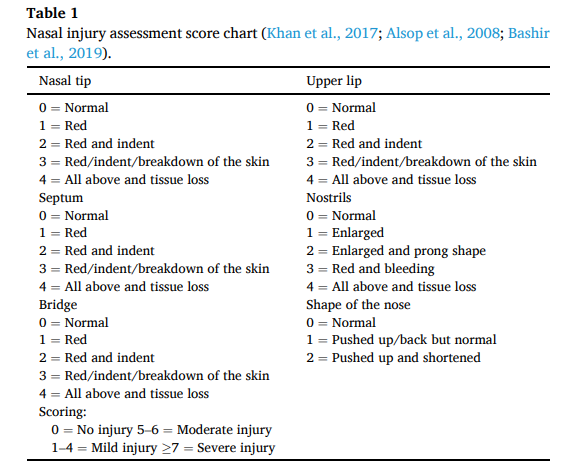 Table 1
Nasal injury assessment score chart (Khan et al., 2017; Alsop et al., 2008; Bashir
et al., 2019).
Nasal tip
0 = Normal
1 = Red
2 = Red and indent
3 = Red/indent/breakdown of the skin
4 = All above and tissue loss
Septum
0 = Normal
1 = Red
2 = Red and indent
3 = Red/indent/breakdown of the skin
4 = All above and tissue loss
Bridge
0 = Normal
1 = Red
2 = Red and indent
3 = Red/indent/breakdown of the skin
4 = All above and tissue loss
Scoring:
0 = No injury 5–6 = Moderate injury
1–4 = Mild injury ≥7 = Severe injury
Upper lip
0 = Normal
1 = Red
2 = Red and indent
3 = Red/indent/breakdown of the skin
4 = All above and tissue loss
Nostrils
0 = Normal
1 = Enlarged
2 = Enlarged and prong shape
3 = Red and bleeding
4 = All above and tissue loss
Shape of the nose
0 = Normal
1 = Pushed up/back but normal
2 = Pushed up and shortened